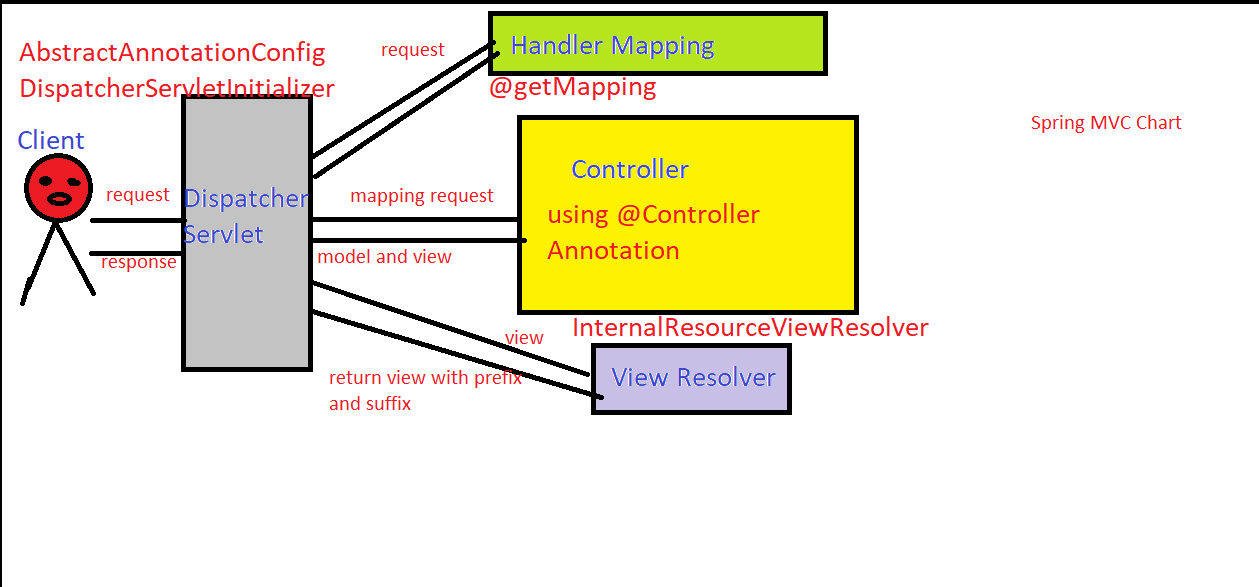 AbstractAnnotationConfig
DispatcherServletInitializer
Client
request
response
Dispatcher
Servlet
request
Handler Mapping
@getMapping
mapping request
model and view
Controller
using @Controller
Annotation
InternalResourceViewResolver
view
View Resolver
return view with prefix
and suffix
Spring MVC Chart